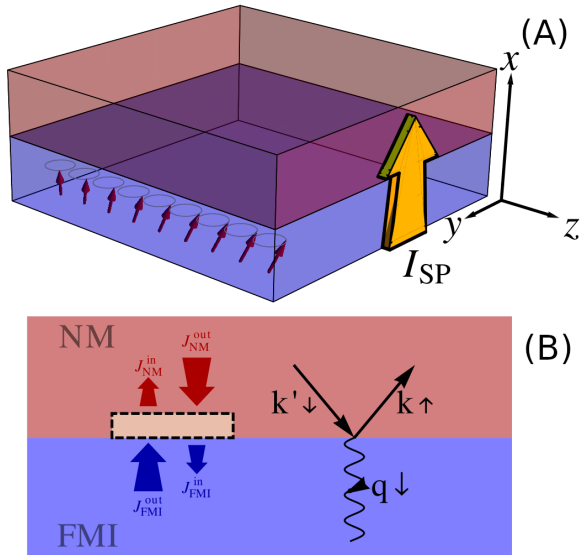 (A)
x
y
z
I_SP
(B)
NM
J_NM^in
J_NM^out
k'↓
k↑
J_FMI^out
J_FMI^in
q↓
FMI